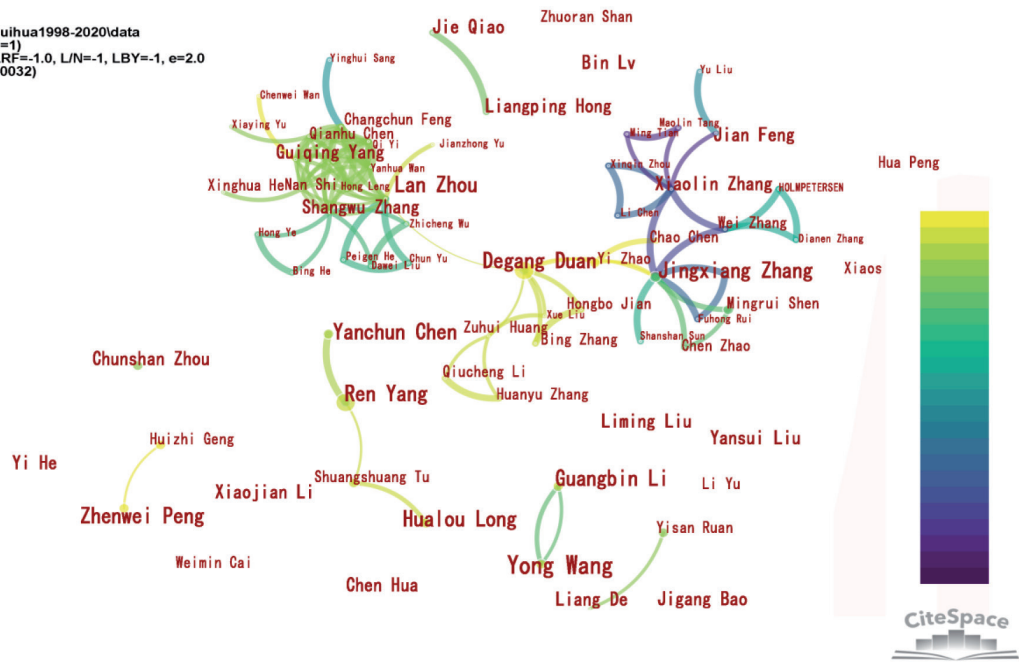 uihua1998-2020\data
=1)
RF=-1.0, L/N=-1, LBY=-1, e=2.0
0032)
Jie Qiao
Zhuoran Shan
Yinghui Sang
Bin Lv
Yu Liu
Chenwei Wan
Liangping Hong
Xiaying Yu
Changchun Feng
Maolin Tang
Qianhu Chen
Ming Tian
Jian Feng
Qi Yi
Jianzhong Yu
Guiqing Yang
Hua Peng
Yanhua Wan
Xinqin Zhou
Xinghua He
Nan Shi
Hong Leng
Lan Zhou
Xiaolin Zhang
HOLMPETERSEN
Shangwu Zhang
Li Chen
Zhicheng Wu
Wei Zhang
Hong Ye
Chao Chen
Dianen Zhang
Peigen He
Chun Yu
Degang Duan
Yi Zhao
Dawei Liu
Bing He
Jingxiang Zhang
Xiaos
Hongbo Jian
Mingrui Shen
Xue Liu
Fuhong Rui
Yanchun Chen
Zuhui Huang
Bing Zhang
Shanshan Sun
Chen Zhao
Chunshan Zhou
Qiucheng Li
Ren Yang
Huanyu Zhang
Liming Liu
Yansui Liu
Huizhi Geng
Yi He
Shuangshuang Tu
Guangbin Li
Li Yu
Xiaojian Li
Zhenwei Peng
Hualou Long
Yisan Ruan
Weimin Cai
Yong Wang
Chen Hua
Liang De
Jigang Bao
CiteSpace